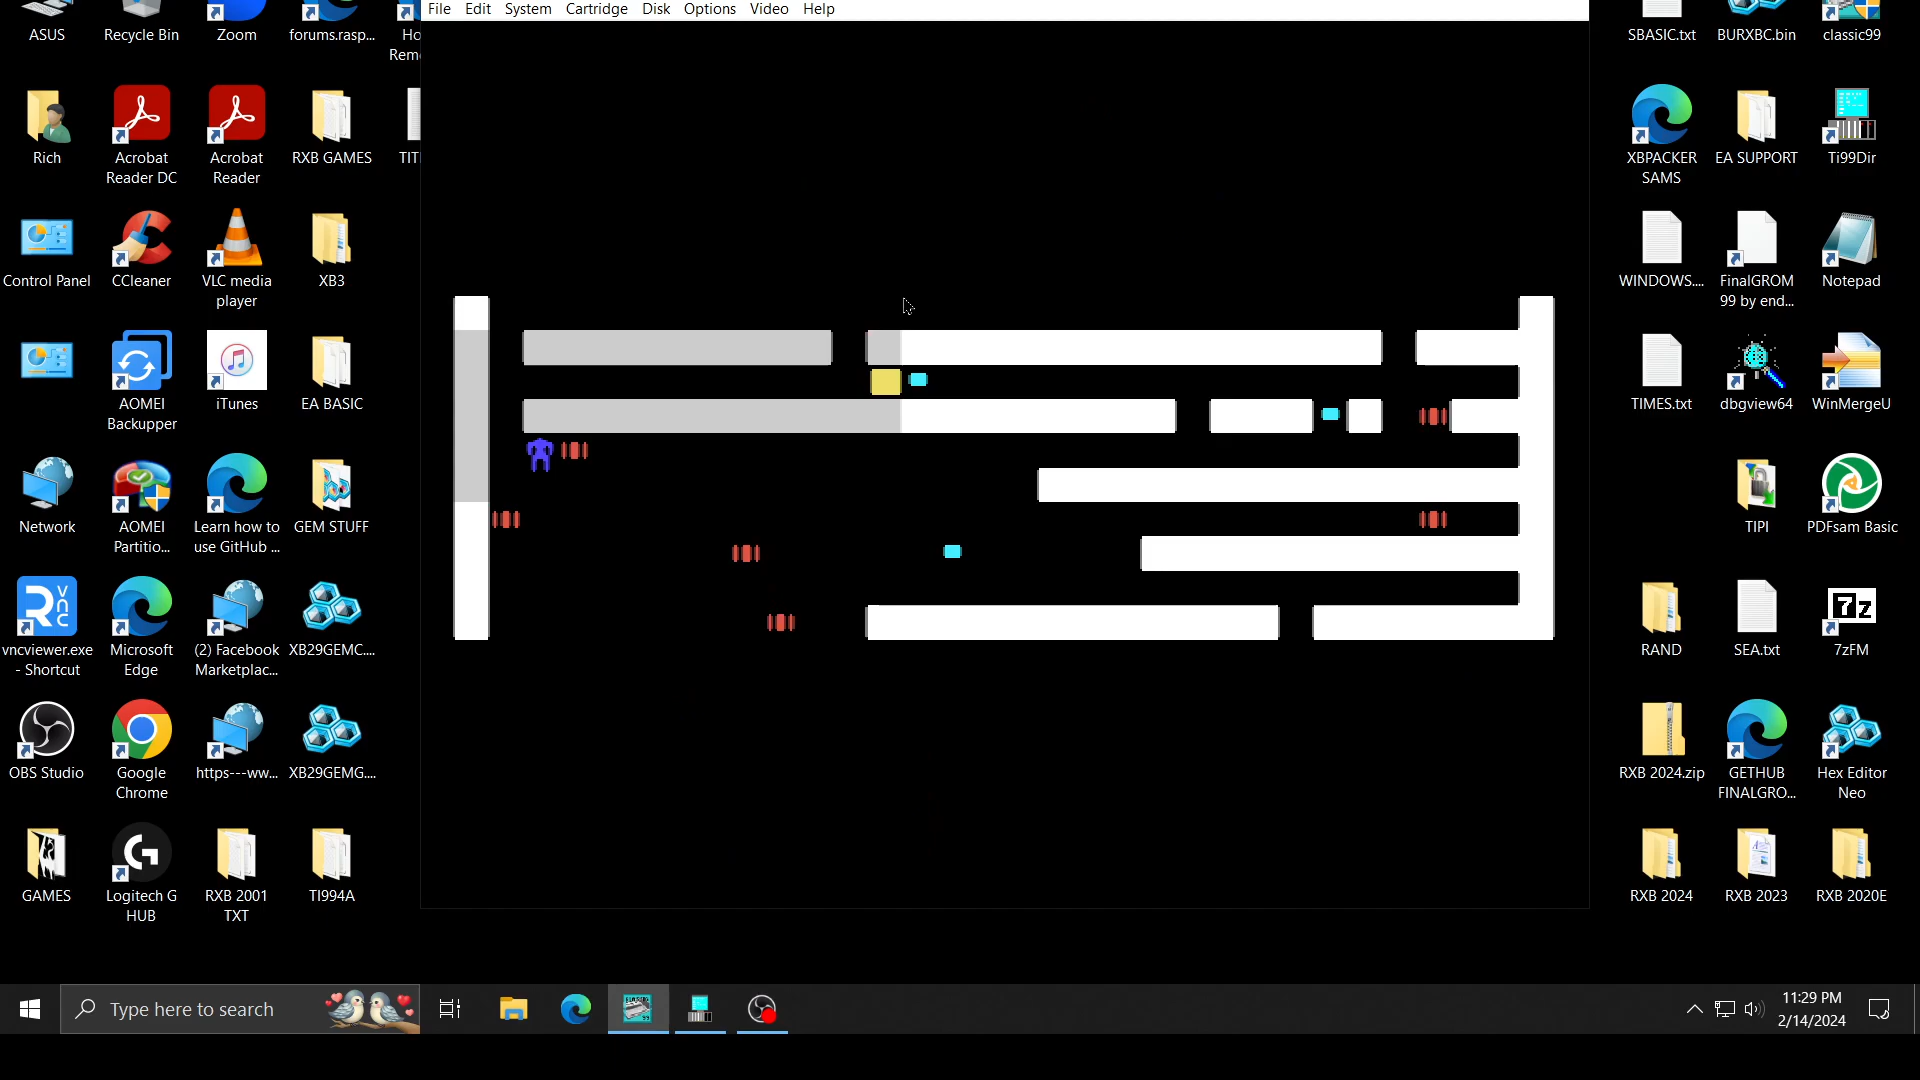 File Edit System Cartridge Disk Options Video Help
ASUS
Recycle Bin
Zoom
forums.rasp...
Ho
Rem
SBASIC.txt
BURXBC.bin
classic99
Rich
Acrobat
Reader DC
Acrobat
Reader
RXB GAMES
TITI
XBPACKER
SAMS
EA SUPPORT
Ti99Dir
Control Panel
CCleaner
VLC media
player
XB3
WINDOWS....
FinalGROM
99 by end...
Notepad
AOMEI
Backupper
iTunes
EA BASIC
TIMES.txt
dbgview64
WinMergeU
Network
AOMEI
Partitio...
Learn how to
use GitHub ...
GEM STUFF
TIPI
PDFsam Basic
vncviewer.exe
- Shortcut
Microsoft
Edge
(2) Facebook
Marketplac...
XB29GEMC....
RAND
SEA.txt
7zFM
OBS Studio
Google
Chrome
https---ww...
XB29GEMG....
RXB 2024.zip
GETHUB
FINALGRO...
Hex Editor
Neo
GAMES
Logitech G
HUB
RXB 2001
TXT
TI994A
RXB 2024
RXB 2023
RXB 2020E
Type here to search
11:29 PM
2/14/2024